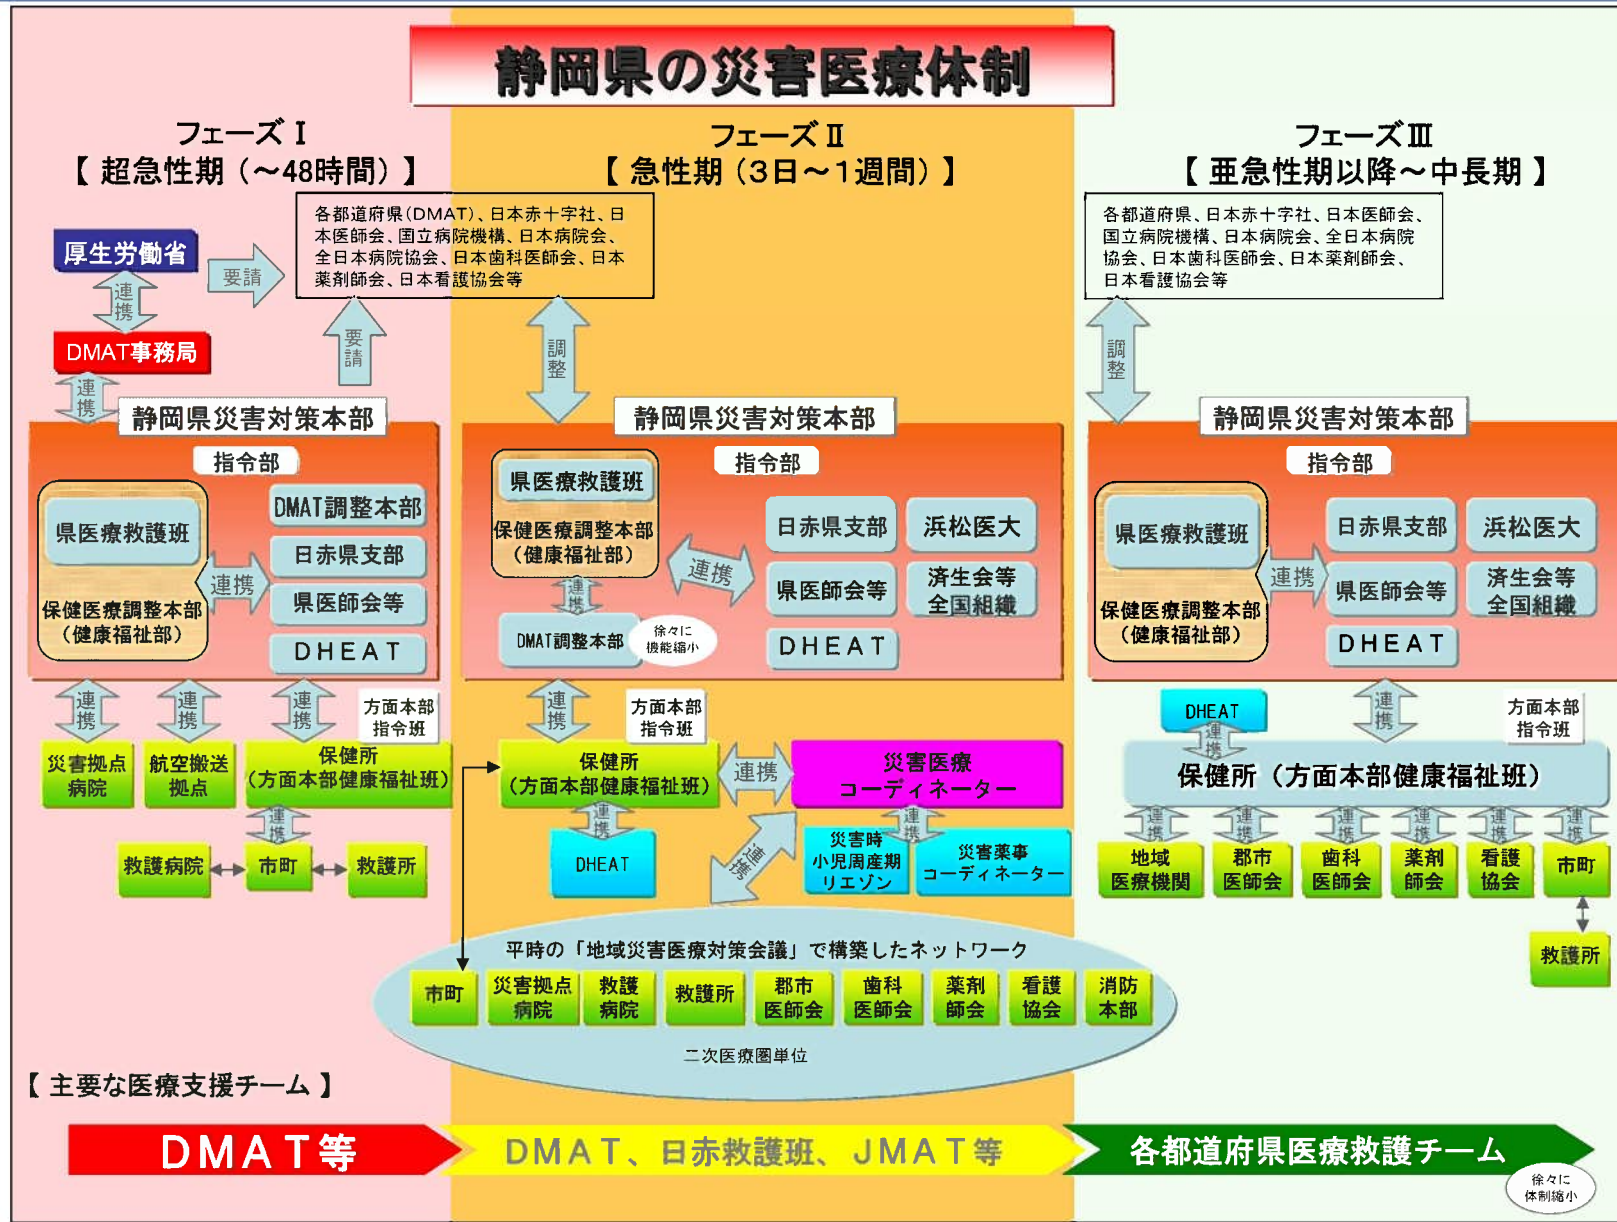 静岡県の災害医療体制
フェーズⅠ
【 超急性期（～48時間）】
各都道府県(DMAT)、日本赤十字社、日
本医師会、国立病院機構、日本病院会、
全日本病院協会、日本歯科医師会、日本
薬剤師会、日本看護協会等
厚生労働省
要請
連携
DMAT事務局
要請
連携
静岡県災害対策本部
指令部
県医療救護班
保健医療調整本部
（健康福祉部）
連携
DMAT調整本部
日赤県支部
県医師会等
DHEAT
連携
連携
連携
方面本部
指令班
災害拠点
病院
航空搬送
拠点
保健所
（方面本部健康福祉班）
連携
救護病院
市町
救護所
フェーズⅡ
【 急性期（3日～1週間）】
調整
静岡県災害対策本部
指令部
県医療救護班
保健医療調整本部
（健康福祉部）
連携
連携
DMAT調整本部
徐々に
機能縮小
日赤県支部
浜松医大
県医師会等
済生会等
全国組織
DHEAT
連携
方面本部
指令班
保健所
（方面本部健康福祉班）
連携
災害医療
コーディネーター
連携
DHEAT
連携
連携
災害時
小児周産期
リエゾン
災害薬事
コーディネーター
平時の「地域災害医療対策会議」で構築したネットワーク
市町
災害拠点
病院
救護
病院
救護所
郡市
医師会
歯科
医師会
薬剤
師会
看護
協会
消防
本部
二次医療圏単位
フェーズⅢ
【 亜急性期以降～中長期 】
各都道府県、日本赤十字社、日本医師会、
国立病院機構、日本病院会、全日本病院
協会、日本歯科医師会、日本薬剤師会、
日本看護協会等
調整
静岡県災害対策本部
指令部
県医療救護班
保健医療調整本部
（健康福祉部）
連携
日赤県支部
浜松医大
県医師会等
済生会等
全国組織
DHEAT
DHEAT
連携
連携
方面本部
指令班
保健所（方面本部健康福祉班）
連携
連携
連携
連携
連携
連携
地域
医療機関
郡市
医師会
歯科
医師会
薬剤
師会
看護
協会
市町
救護所
【 主要な医療支援チーム 】
DMAT等
DMAT、日赤救護班、JMAT等
各都道府県医療救護チーム
徐々に
体制縮小